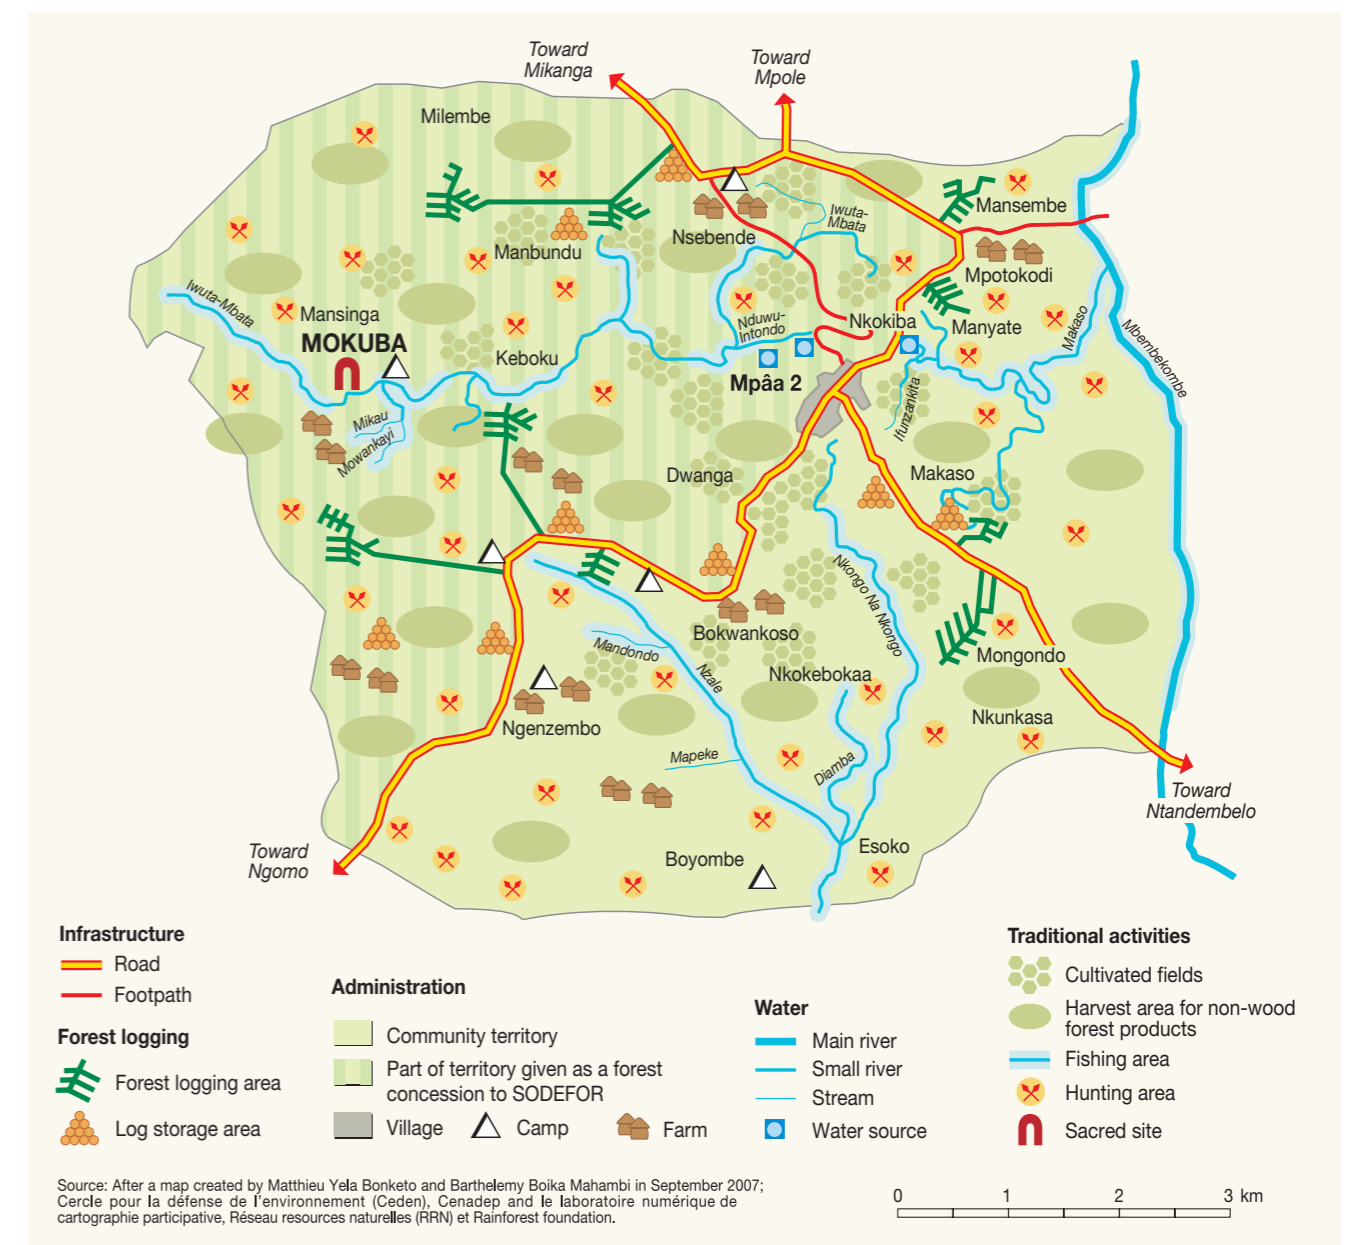 Toward
Mikanga
Toward
Mpole
Milembe
Mansembe
Iwuta-
Mbata
Nsebende
Manbundu
Mpotokodi
Iwuta-Mbata
Mansinga
MOKUBA
Keboku
Nduwu-
Intondo
Nkokiba
Manyate
Makaso
Mbembekombe
Mpâa 2
Ifunzankita
Mikau
Mowankayi
Dwanga
Makaso
Nkongo Na Nkongo
Bokwankoso
Mandondo
Nzale
Nkokebokaa
Mongondo
Nkunkasa
Ngenzembo
Mapeke
Diamba
Toward
Ntandembelo
Toward
Ngomo
Boyombe
Esoko
Infrastructure
Road
Footpath
Forest logging
Forest logging area
Log storage area
Administration
Community territory
Part of territory given as a forest
concession to SODEFOR
Village
Camp
Farm
Water
Main river
Small river
Stream
Water source
Traditional activities
Cultivated fields
Harvest area for non-wood
forest products
Fishing area
Hunting area
Sacred site
Source: After a map created by Matthieu Yela Bonketo and Barthelemy Boika Mahambi in September 2007;
Cercle pour la défense de l'environnement (Ceden), Cenadep and le laboratoire numérique de
cartographie participative, Réseau resources naturelles (RRN) et Rainforest foundation.
0 1 2 3 km